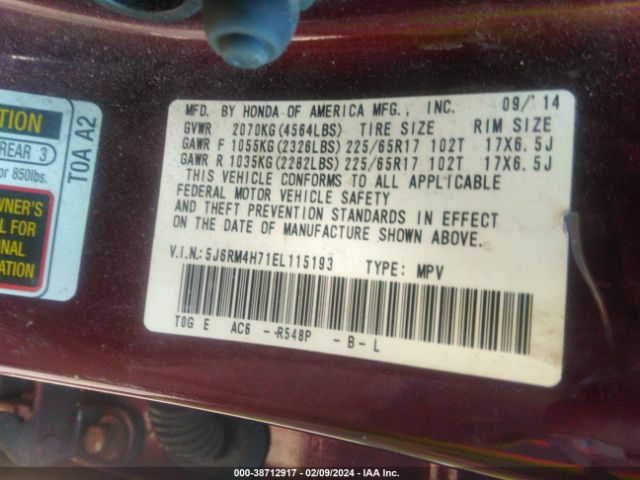 TION
REAR 3
or 850lbs.
WNER'S
L FOR
ONAL
ATION
T0A A2
MFD. BY HONDA OF AMERICA MFG., INC. 09/14
GVWR 2070KG(4564LBS) TIRE SIZE RIM SIZE
GAWR F 1055KG(2326LBS) 225/65R17 102T 17X6.5J
GAWR R 1035KG(2282LBS) 225/65R17 102T 17X6.5J
THIS VEHICLE CONFORMS TO ALL APPLICABLE
FEDERAL MOTOR VEHICLE SAFETY
AND THEFT PREVENTION STANDARDS IN EFFECT
ON THE DATE OF MANUFACTURE SHOWN ABOVE.
V.I.N.:5J6RM4H71EL115193 TYPE: MPV
T0G E AC6 -R548P -B-L
000-38712917 - 02/09/2024 - IAA Inc.